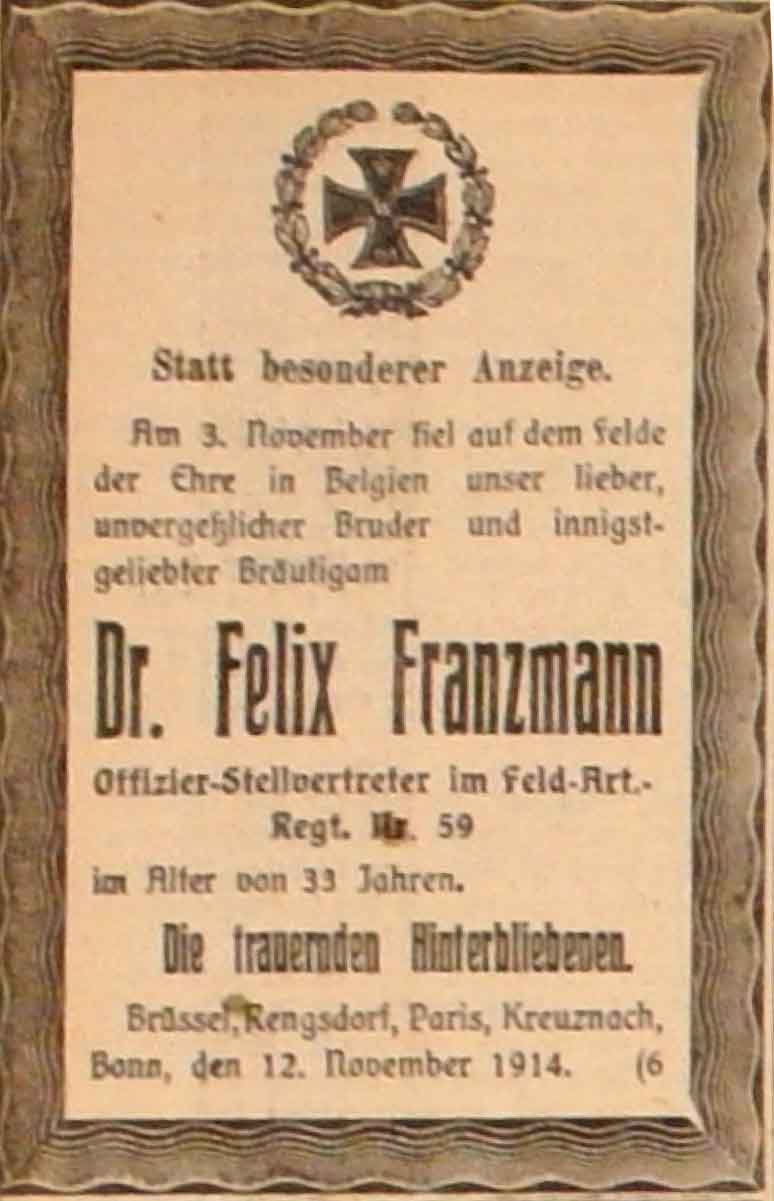 Statt besonderer Anzeige.
Am 3. November fiel auf dem Felde
der Ehre in Belgien unser lieber,
unvergeßlicher Bruder und innigst-
geliebter Bräutigam
Dr. Felix Franzmann
Offizier-Stellvertreter im Feld-Art.-
Regt. Nr. 59
im Alter von 33 Jahren.
Die trauernden Hinterbliebenen.
Brüssel, Rengsdorf, Paris, Kreuznach,
Bonn, den 12. November 1914. (6